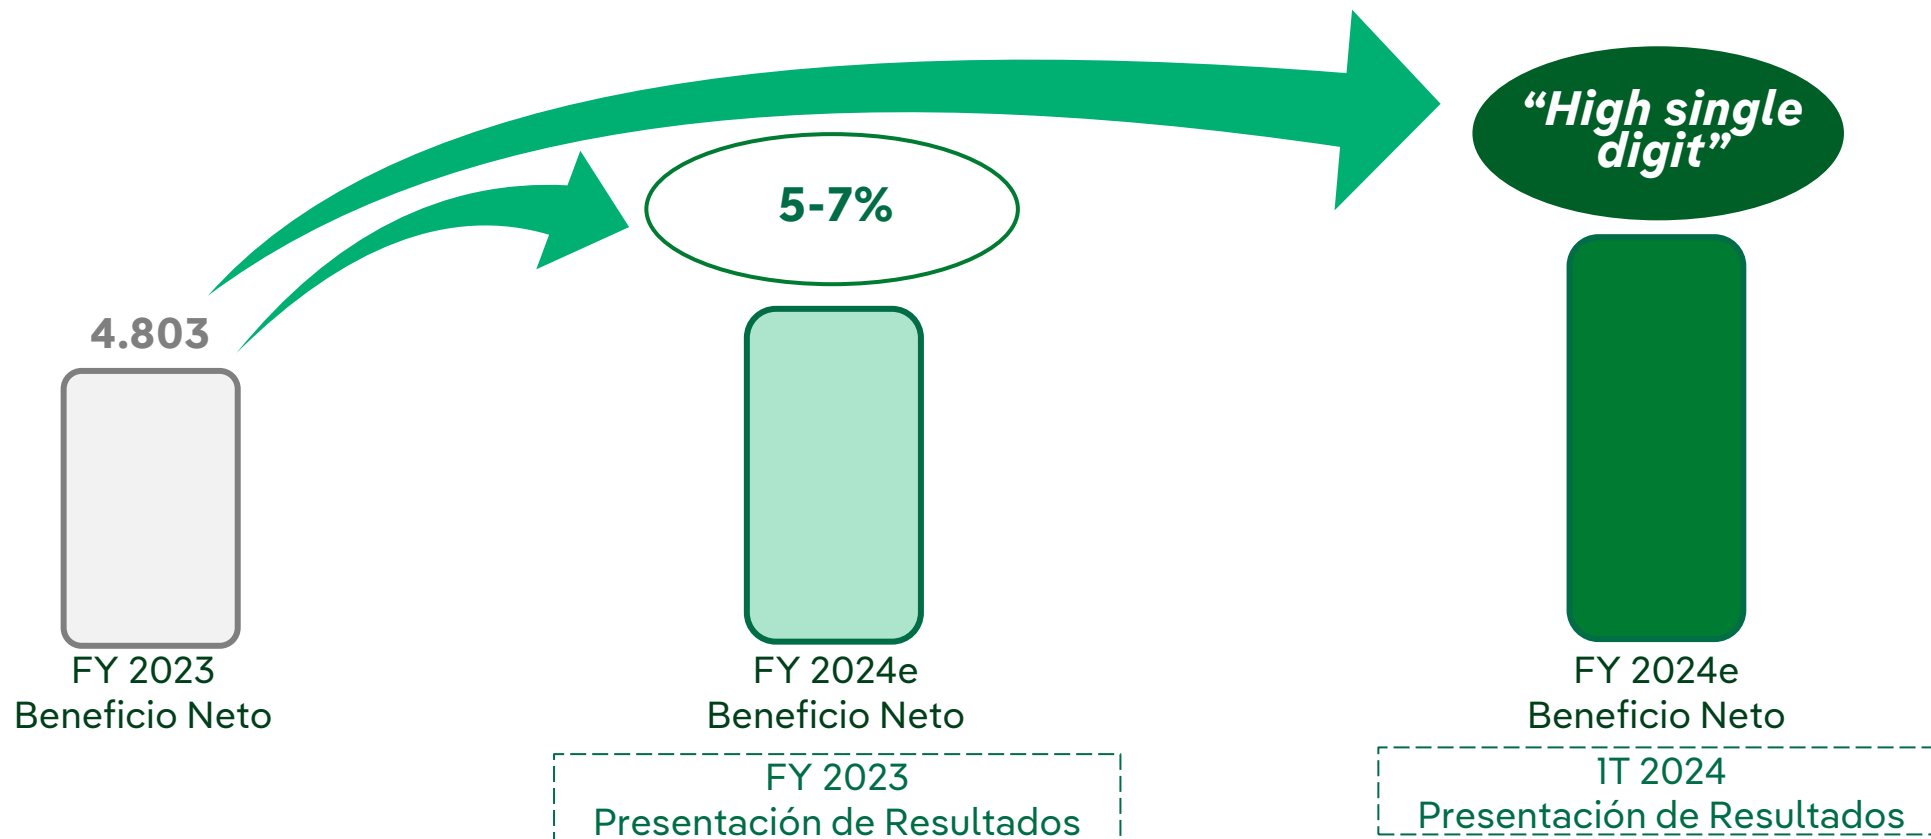 “High single
digit”
5-7%
4.803
FY 2023
Beneficio Neto
FY 2024e
Beneficio Neto
FY 2024e
Beneficio Neto
FY 2023
Presentación de Resultados
1T 2024
Presentación de Resultados